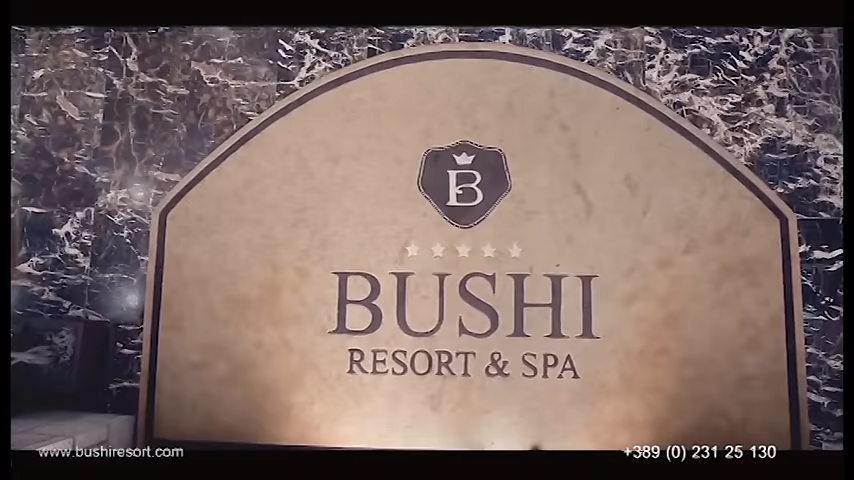 B
BUSHI
RESORT & SPA
www.bushiresort.com
+389 (0) 231 25 130